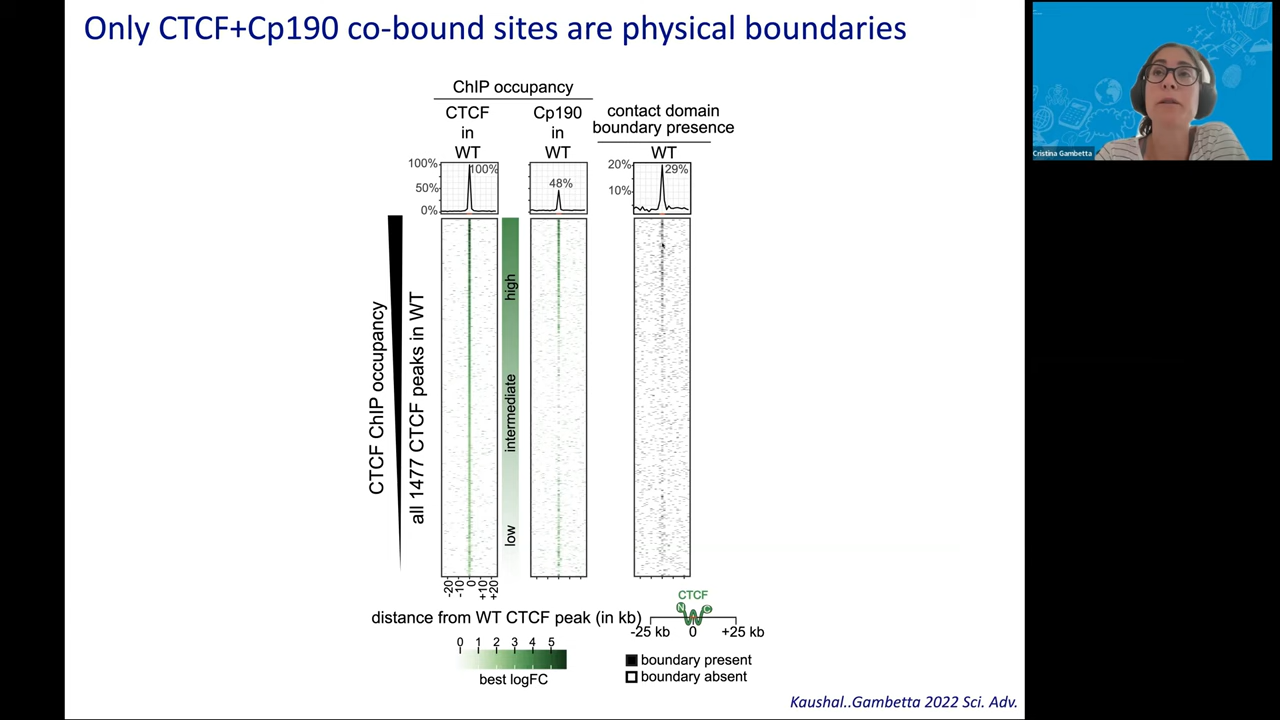 Only CTCF+Cp190 co-bound sites are physical boundaries
ChIP occupancy
CTCF
in
WT
Cp190
in
WT
contact domain
boundary presence
WT
100%
50%
0%
100%
48%
20%
10%
29%
CTCF ChIP occupancy
all 1477 CTCF peaks in WT
high
intermediate
low
-20
-10
0
+10
+20
distance from WT CTCF peak (in kb)
CTCF
N
C
-25 kb
0
+25 kb
0 1 2 3 4 5
best logFC
boundary present
boundary absent
Kaushal..Gambetta 2022 Sci. Adv.
Cristina Gambetta